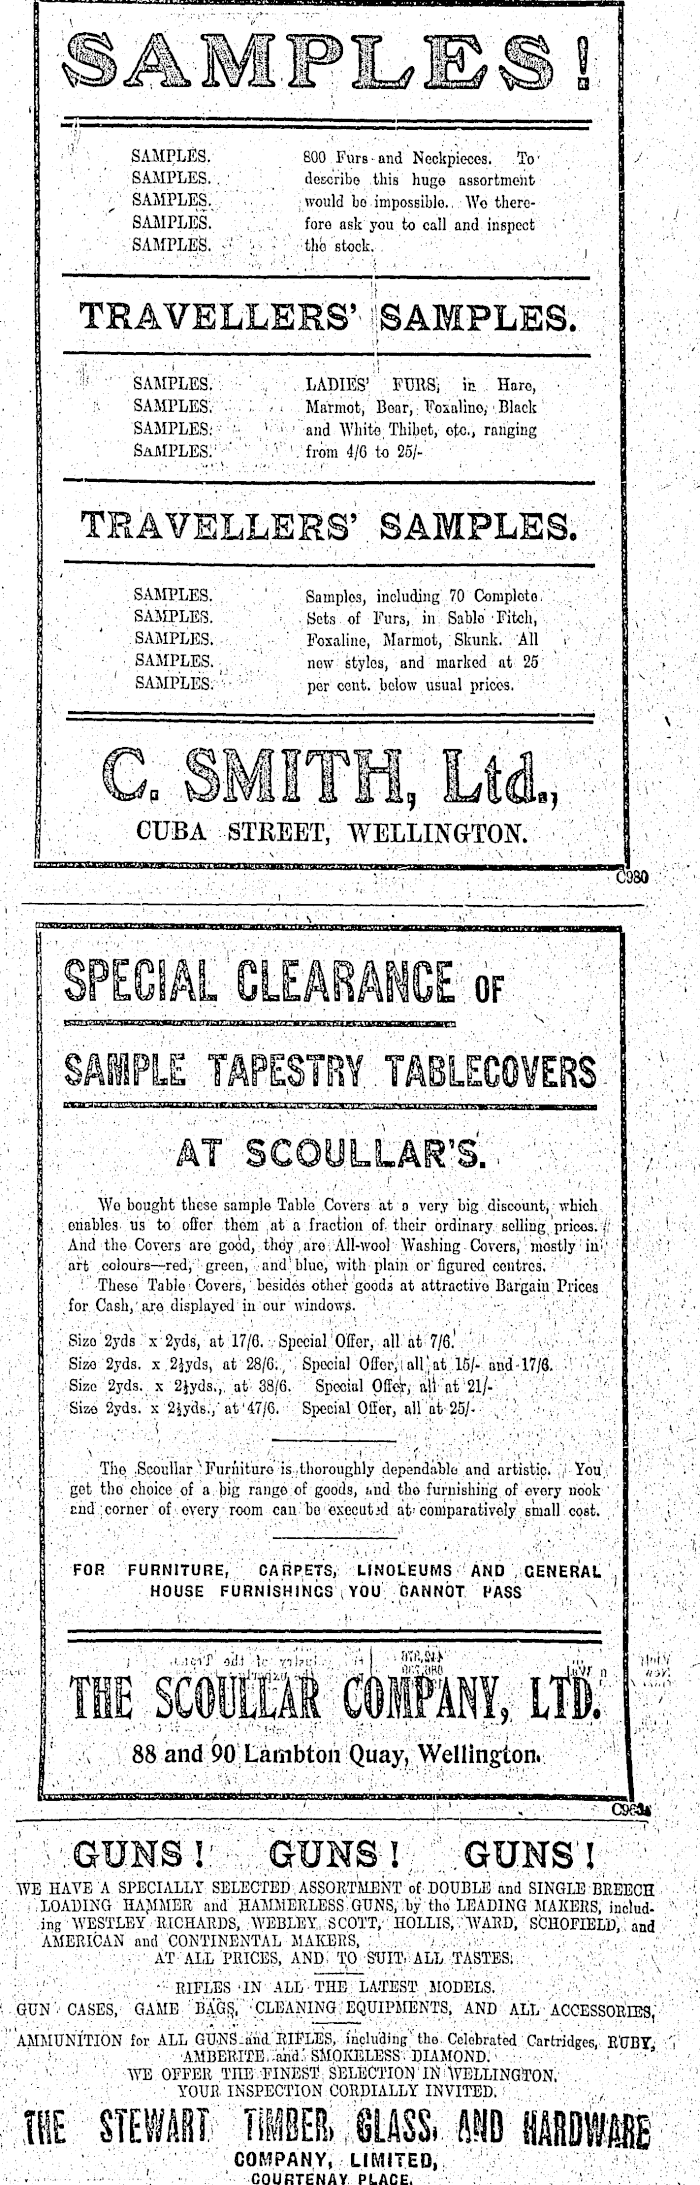 SAMPLES!
SAMPLES. 800 Furs and Neckpieces. To
SAMPLES. describe this huge assortment
SAMPLES. would be impossible. We there-
SAMPLES. fore ask you to call and inspect
SAMPLES. the stock.
TRAVELLERS' SAMPLES.
SAMPLES. LADIES' FURS, in Hare,
SAMPLES. Marmot, Bear, Foxaline, Black
SAMPLES. and White Thibet, etc., ranging
SAMPLES. from 4/6 to 25/-
TRAVELLERS' SAMPLES.
SAMPLES. Samples, including 70 Complete
SAMPLES. Sets of Furs, in Sable Fitch,
SAMPLES. Foxaline, Marmot, Skunk. All
SAMPLES. new styles, and marked at 25
SAMPLES. per cent. below usual prices.
C. SMITH, Ltd.,
CUBA STREET, WELLINGTON.
C980
SPECIAL CLEARANCE OF
SAMPLE TAPESTRY TABLECOVERS
AT SCOULLAR'S.
We bought these sample Table Covers at a very big discount, which
enables us to offer them at a fraction of their ordinary selling prices.
And the Covers are good, they are All-wool Washing Covers, mostly in
art colours—red, green, and blue, with plain or figured centres.
These Table Covers, besides other goods at attractive Bargain Prices
for Cash, are displayed in our windows.
Size 2yds x 2yds, at 17/6. Special Offer, all at 7/6.
Size 2yds. x 2½yds, at 28/6. Special Offer, all at 15/- and 17/6.
Size 2yds. x 2½yds., at 38/6. Special Offer, all at 21/-
Size 2yds. x 2½yds., at 47/6. Special Offer, all at 25/-
The Scoullar Furniture is thoroughly dependable and artistic. You
get the choice of a big range of goods, and the furnishing of every nook
and corner of every room can be executed at comparatively small cost.
FOR FURNITURE, CARPETS, LINOLEUMS AND GENERAL
HOUSE FURNISHINGS YOU CANNOT PASS
THE SCOULLAR COMPANY, LTD.
88 and 90 Lambton Quay, Wellington.
GUNS! GUNS! GUNS!
WE HAVE A SPECIALLY SELECTED ASSORTMENT of DOUBLE and SINGLE BREECH
LOADING HAMMER and HAMMERLESS GUNS, by the LEADING MAKERS, includ-
ing WESTLEY RICHARDS, WEBLEY SCOTT, HOLLIS, WARD, SCHOFIELD, and
AMERICAN and CONTINENTAL MAKERS,
AT ALL PRICES, AND TO SUIT ALL TASTES.
RIFLES IN ALL THE LATEST MODELS.
GUN CASES, GAME BAGS, CLEANING EQUIPMENTS, AND ALL ACCESSORIES,
AMMUNITION for ALL GUNS and RIFLES, including the Celebrated Cartridges, RUBY,
AMBERITE and SMOKELESS DIAMOND.
WE OFFER THE FINEST SELECTION IN WELLINGTON.
YOUR INSPECTION CORDIALLY INVITED.
THE STEWART TIMBER, GLASS, AND HARDWARE
COMPANY, LIMITED,
COURTENAY PLACE.